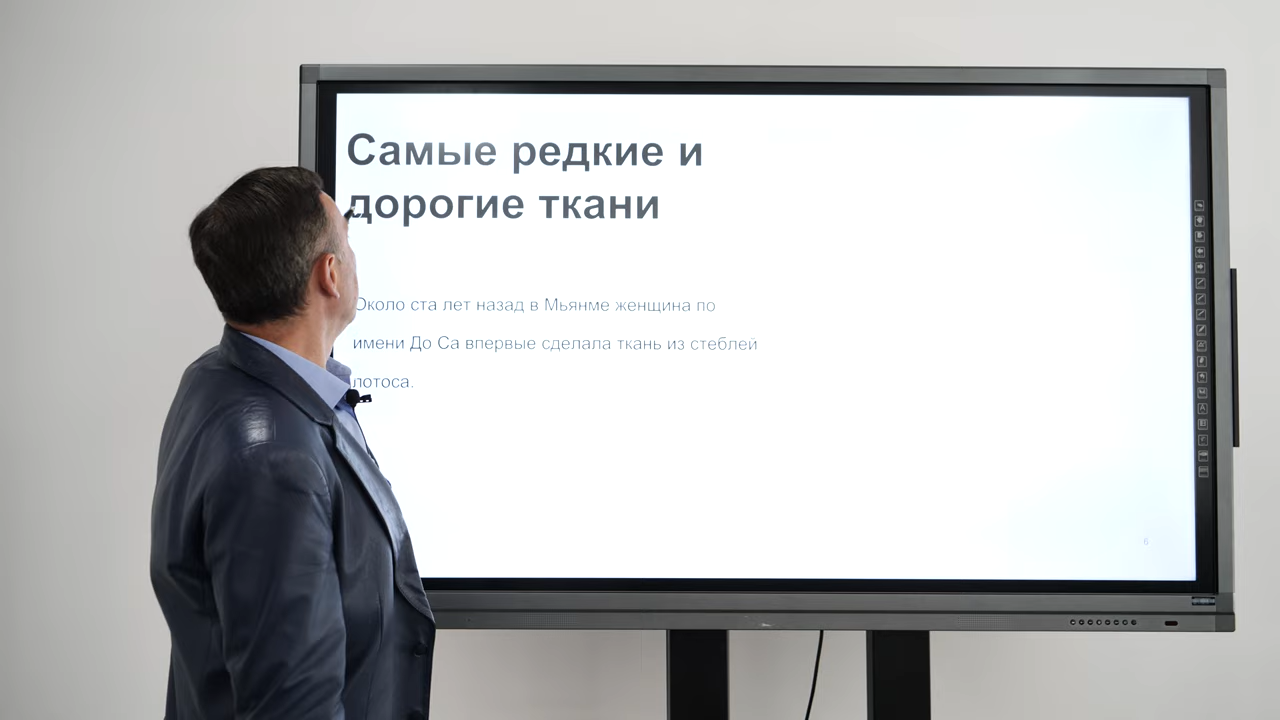 Самые редкие и
дорогие ткани
Около ста лет назад в Мьянме женщина по
имени До Са впервые сделала ткань из стеблей
лотоса.
6